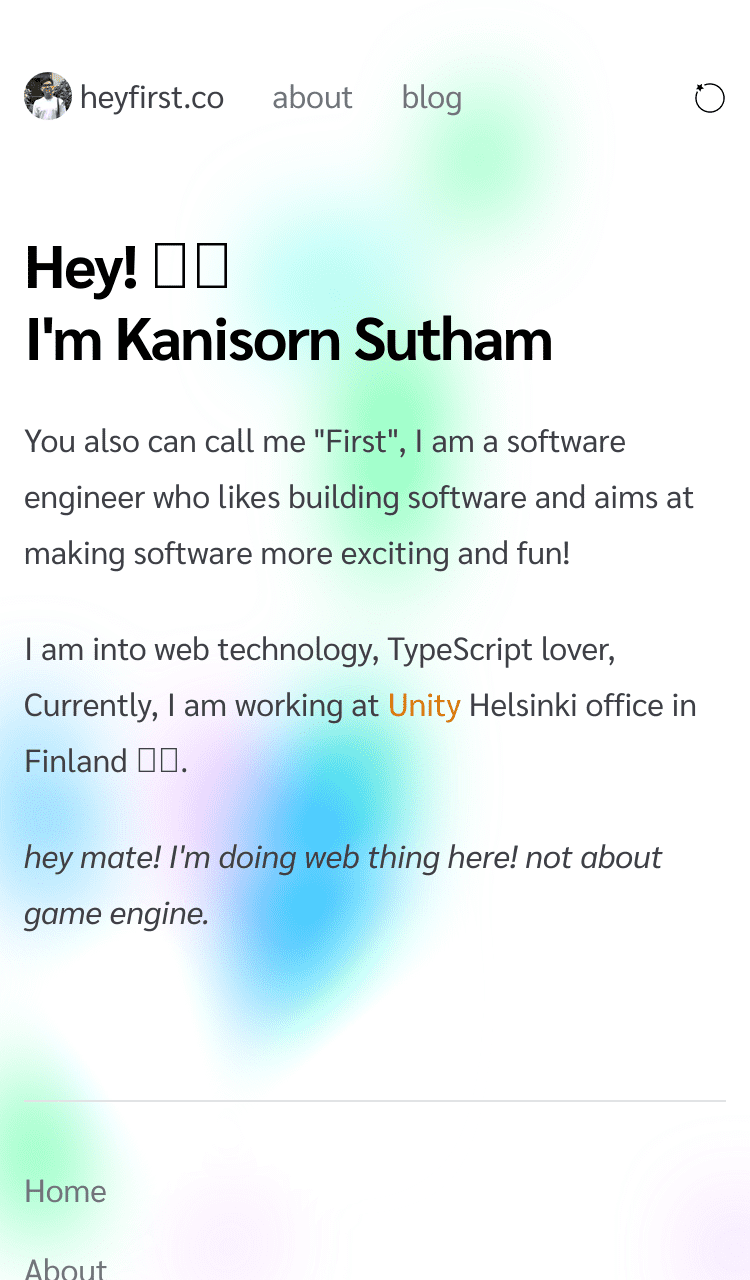 heyfirst.co about blog
Hey! 
I'm Kanisorn Sutham
You also can call me "First", I am a software
engineer who likes building software and aims at
making software more exciting and fun!
I am into web technology, TypeScript lover,
Currently, I am working at Unity Helsinki office in
Finland .
hey mate! I'm doing web thing here! not about
game engine.
Home
About